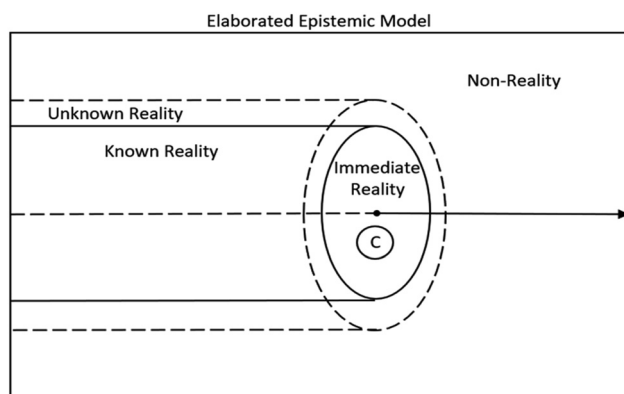 Elaborated Epistemic Model
Non-Reality
Unknown Reality
Known Reality
Immediate
Reality
C